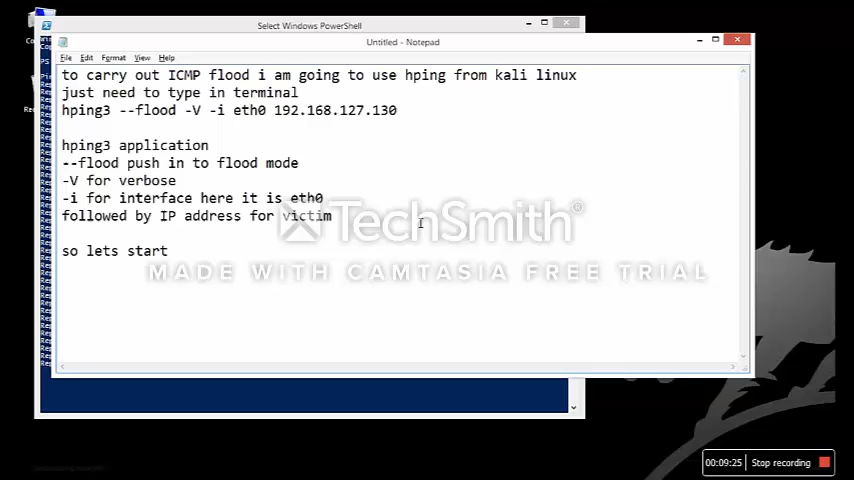 Select Windows PowerShell
Untitled - Notepad
File Edit Format View Help
to carry out ICMP flood i am going to use hping from kali linux
just need to type in terminal
hping3 --flood -V -i eth0 192.168.127.130
hping3 application
--flood push in to flood mode
-V for verbose
-i for interface here it is eth0
followed by IP address for victim
TechSmith®
so lets start
MADE WITH CAMTASIA FREE TRIAL
00:09:25 Stop recording